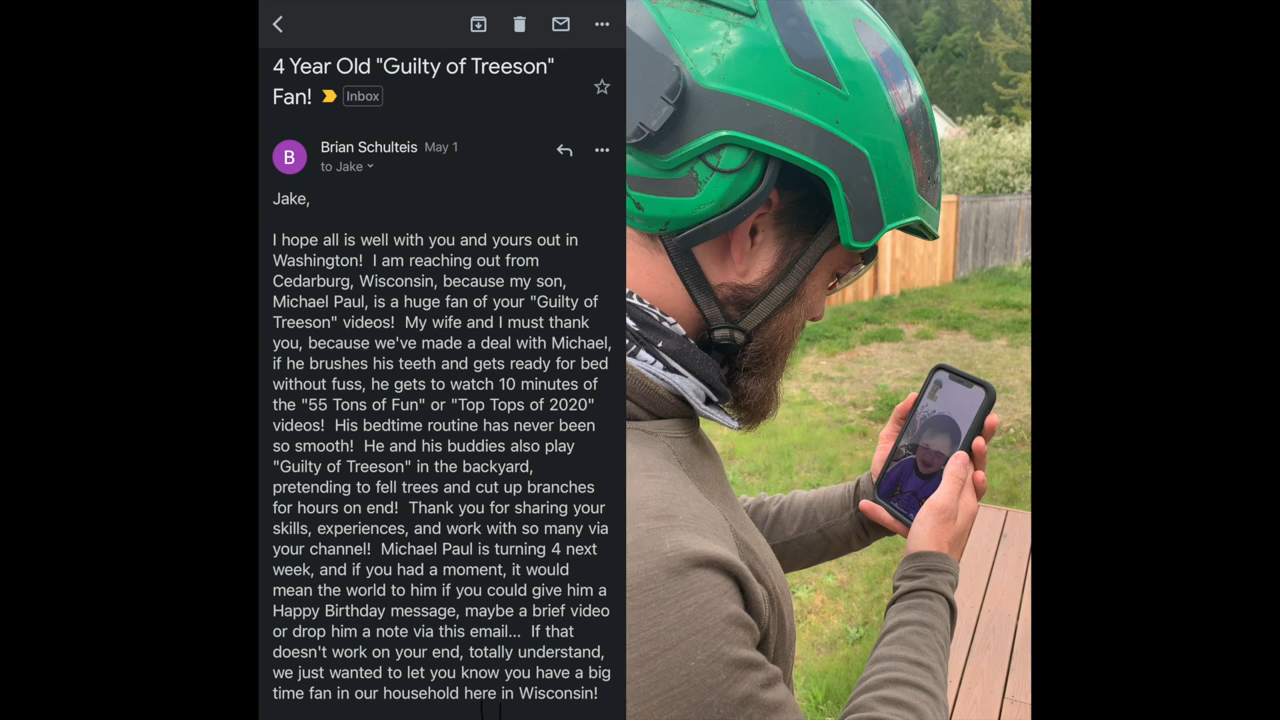 4 Year Old "Guilty of Treeson"
Fan! Inbox
B
Brian Schulteis May 1
to Jake
Jake,
I hope all is well with you and yours out in
Washington!  I am reaching out from
Cedarburg, Wisconsin, because my son,
Michael Paul, is a huge fan of your "Guilty of
Treeson" videos!  My wife and I must thank
you, because we've made a deal with Michael,
if he brushes his teeth and gets ready for bed
without fuss, he gets to watch 10 minutes of
the "55 Tons of Fun" or "Top Tops of 2020"
videos!  His bedtime routine has never been
so smooth!  He and his buddies also play
"Guilty of Treeson" in the backyard,
pretending to fell trees and cut up branches
for hours on end!  Thank you for sharing your
skills, experiences, and work with so many via
your channel!  Michael Paul is turning 4 next
week, and if you had a moment, it would
mean the world to him if you could give him a
Happy Birthday message, maybe a brief video
or drop him a note via this email...  If that
doesn't work on your end, totally understand,
we just wanted to let you know you have a big
time fan in our household here in Wisconsin!